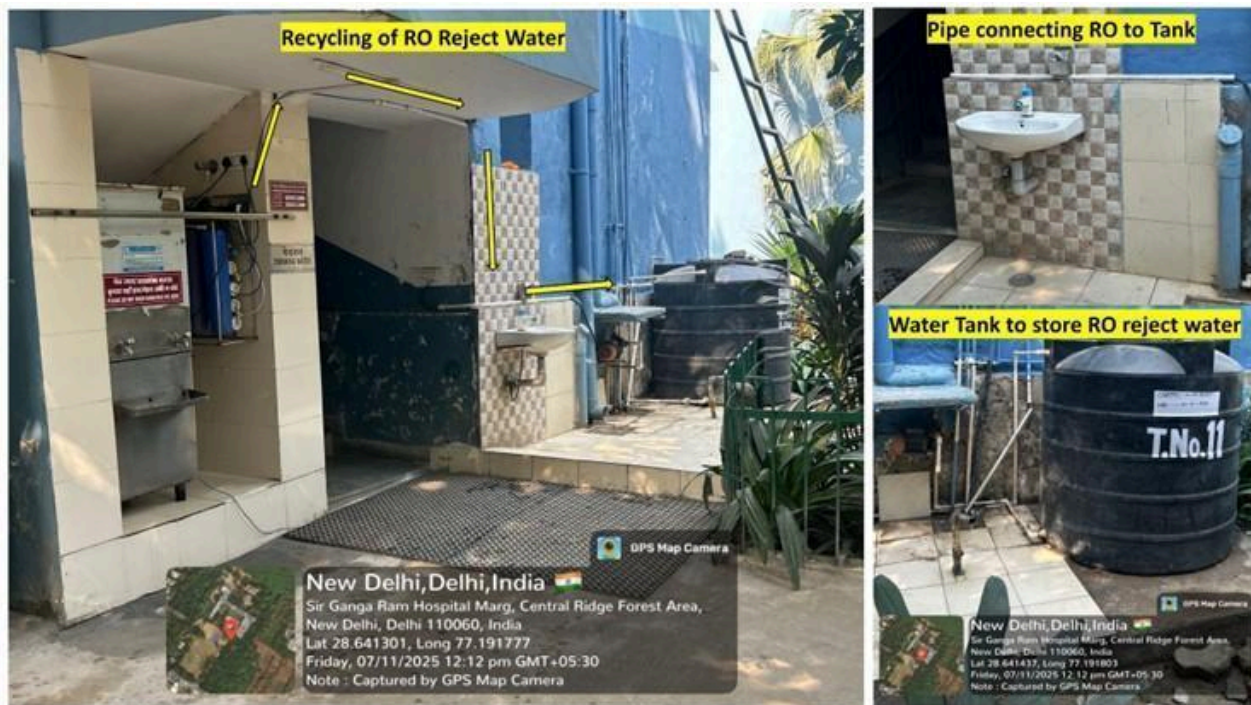 Recycling of RO Reject Water
पेयजल
DRINKING WATER
GPS Map Camera
New Delhi,Delhi,India
Sir Ganga Ram Hospital Marg, Central Ridge Forest Area,
New Delhi, Delhi 110060, India
Lat 28.641301, Long 77.191777
Friday, 07/11/2025 12:12 pm GMT+05:30
Note : Captured by GPS Map Camera
Pipe connecting RO to Tank
Water Tank to store RO reject water
T.No.11
GPS Map Camera
New Delhi,Delhi,India
Sir Ganga Ram Hospital Marg, Central Ridge Forest Area,
New Delhi, Delhi 110060, India
Lat 28.641437, Long 77.191803
Friday, 07/11/2025 12:12 pm GMT+05:30
Note : Captured by GPS Map Camera